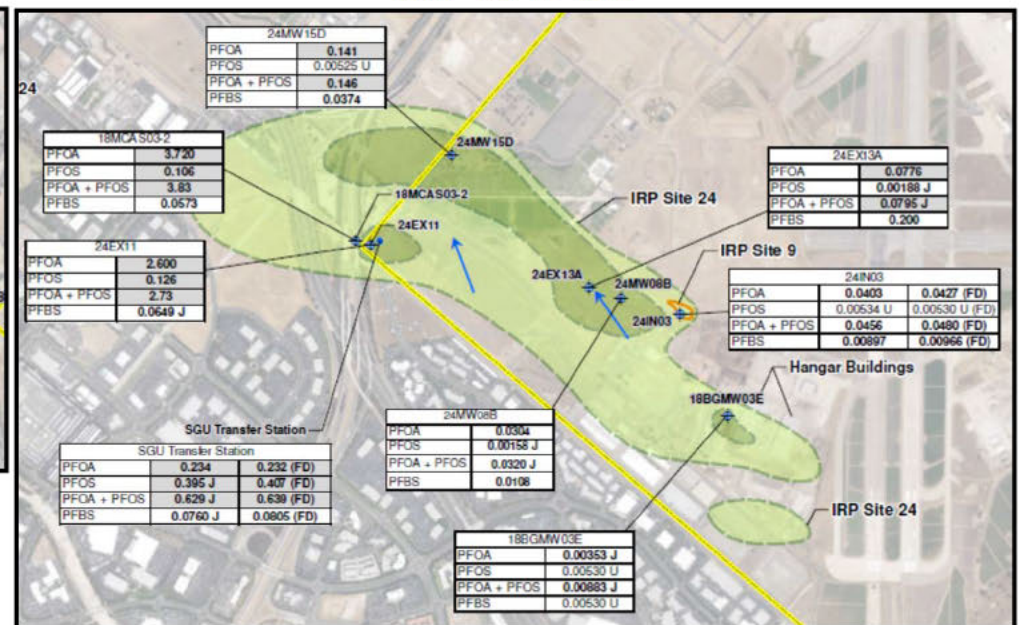 24
24MW15D
PFOA 0.141
PFOS 0.00525 U
PFOA + PFOS 0.146
PFBS 0.0374
18MCAS03-2
PFOA 3.720
PFOS 0.106
PFOA + PFOS 3.83
PFBS 0.0573
24MW15D
24EX13A
PFOA 0.0776
PFOS 0.00188 J
PFOA + PFOS 0.0795 J
PFBS 0.200
18MCAS03-2
IRP Site 24
24EX11
24EX11
PFOA 2.600
PFOS 0.126
PFOA + PFOS 2.73
PFBS 0.0649 J
IRP Site 9
24EX13A
24MW08B
24IN03
24IN03
PFOA 0.0403 0.0427 (FD)
PFOS 0.00534 U 0.00530 U (FD)
PFOA + PFOS 0.0456 0.0480 (FD)
PFBS 0.00897 0.00966 (FD)
Hangar Buildings
18BGMW03E
24MW08B
PFOA 0.0304
PFOS 0.00158 J
PFOA + PFOS 0.0320 J
PFBS 0.0108
SGU Transfer Station
SGU Transfer Station
PFOA 0.234 0.232 (FD)
PFOS 0.395 J 0.407 (FD)
PFOA + PFOS 0.629 J 0.639 (FD)
PFBS 0.0760 J 0.0805 (FD)
IRP Site 24
18BGMW03E
PFOA 0.00353 J
PFOS 0.00530 U
PFOA + PFOS 0.00883 J
PFBS 0.00530 U